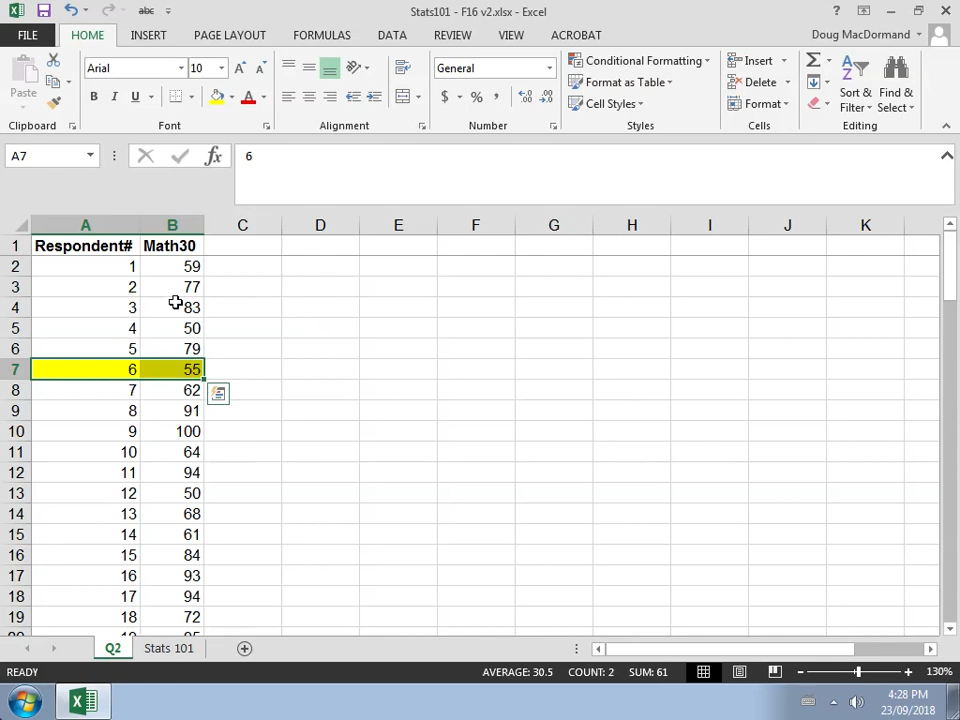 abc
Stats101 - F16 v2.xlsx - Excel
?
FILE HOME INSERT PAGE LAYOUT FORMULAS DATA REVIEW VIEW ACROBAT
Doug MacDormand
Paste
Arial 10 A A
B I U A
General
$ % , .0 .00 .00 .0
Conditional Formatting
Format as Table
Cell Styles
Insert
Delete
Format
Σ
A Z
Sort & Filter
Find & Select
Clipboard Font Alignment Number Styles Cells Editing
A7 fx 6
A B C D E F G H I J K
1 Respondent# Math30
2 1 59
3 2 77
4 3 83
5 4 50
6 5 79
7 6 55
8 7 62
9 8 91
10 9 100
11 10 64
12 11 94
13 12 50
14 13 68
15 14 61
16 15 84
17 16 93
18 17 94
19 18 72
Q2 Stats 101
READY AVERAGE: 30.5 COUNT: 2 SUM: 61 130%
4:28 PM
23/09/2018